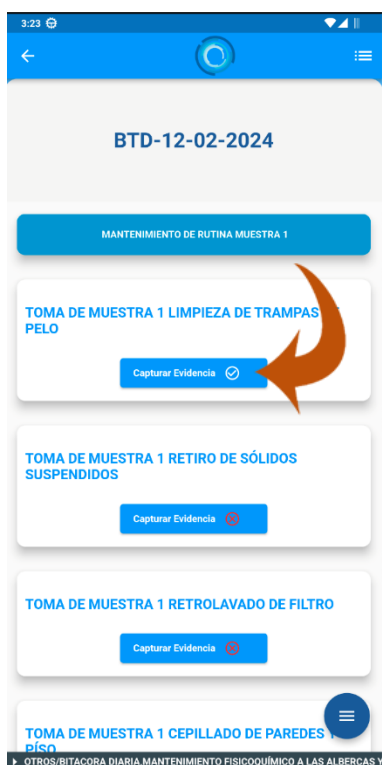 3:23
BTD-12-02-2024
MANTENIMIENTO DE RUTINA MUESTRA 1
TOMA DE MUESTRA 1 LIMPIEZA DE TRAMPAS
PELO
Capturar Evidencia
TOMA DE MUESTRA 1 RETIRO DE SÓLIDOS
SUSPENDIDOS
Capturar Evidencia
TOMA DE MUESTRA 1 RETROLAVADO DE FILTRO
Capturar Evidencia
TOMA DE MUESTRA 1 CEPILLADO DE PAREDES Y
PÍSO
OTROS/BITACORA DIARIA.MANTENIMIENTO FISICOQUÍMICO A LAS ALBERCAS Y